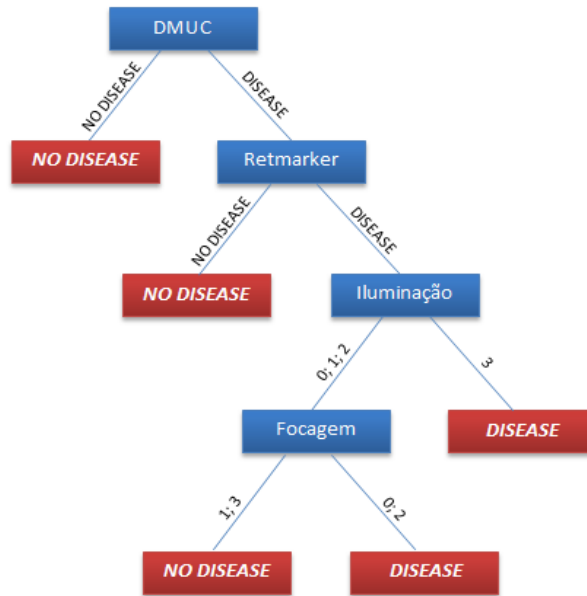 DMUC
NO DISEASE
DISEASE
NO DISEASE
Retmarker
NO DISEASE
DISEASE
NO DISEASE
Iluminação
0; 1; 2
3
Focagem
DISEASE
1; 3
0; 2
NO DISEASE
DISEASE